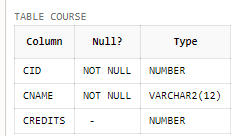 TABLE COURSE
Column Null? Type
CID NOT NULL NUMBER
CNAME NOT NULL VARCHAR2(12)
CREDITS - NUMBER